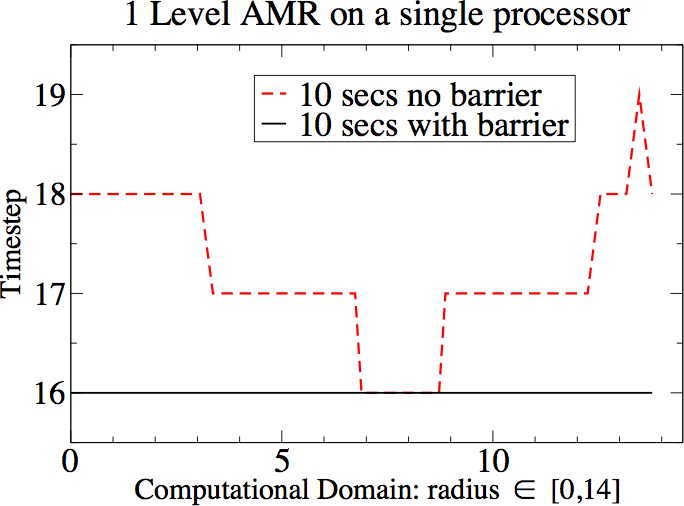 1 Level AMR on a single processor
10 secs no barrier
10 secs with barrier
Timestep
19
18
17
16
0
5
10
Computational Domain: radius ∈ [0,14]